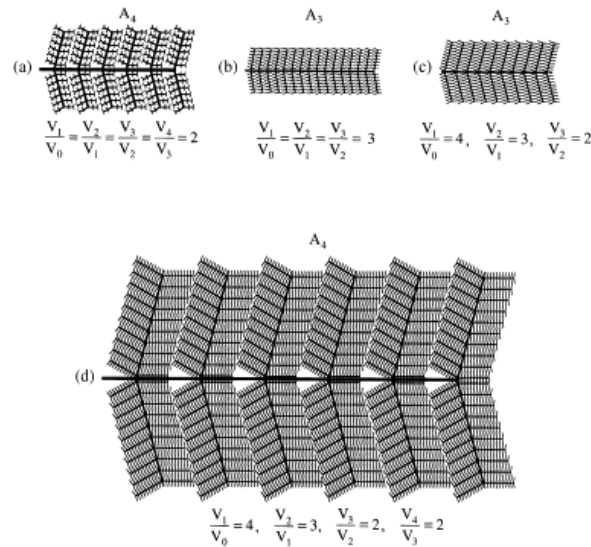 A₄
(a)
V₁/V₀ = V₂/V₁ = V₃/V₂ = V₄/V₃ = 2
A₃
(b)
V₁/V₀ = V₂/V₁ = V₃/V₂ = 3
A₃
(c)
V₁/V₀ = 4, V₂/V₁ = 3, V₃/V₂ = 2
A₄
(d)
V₁/V₀ = 4, V₂/V₁ = 3, V₃/V₂ = 2, V₄/V₃ = 2